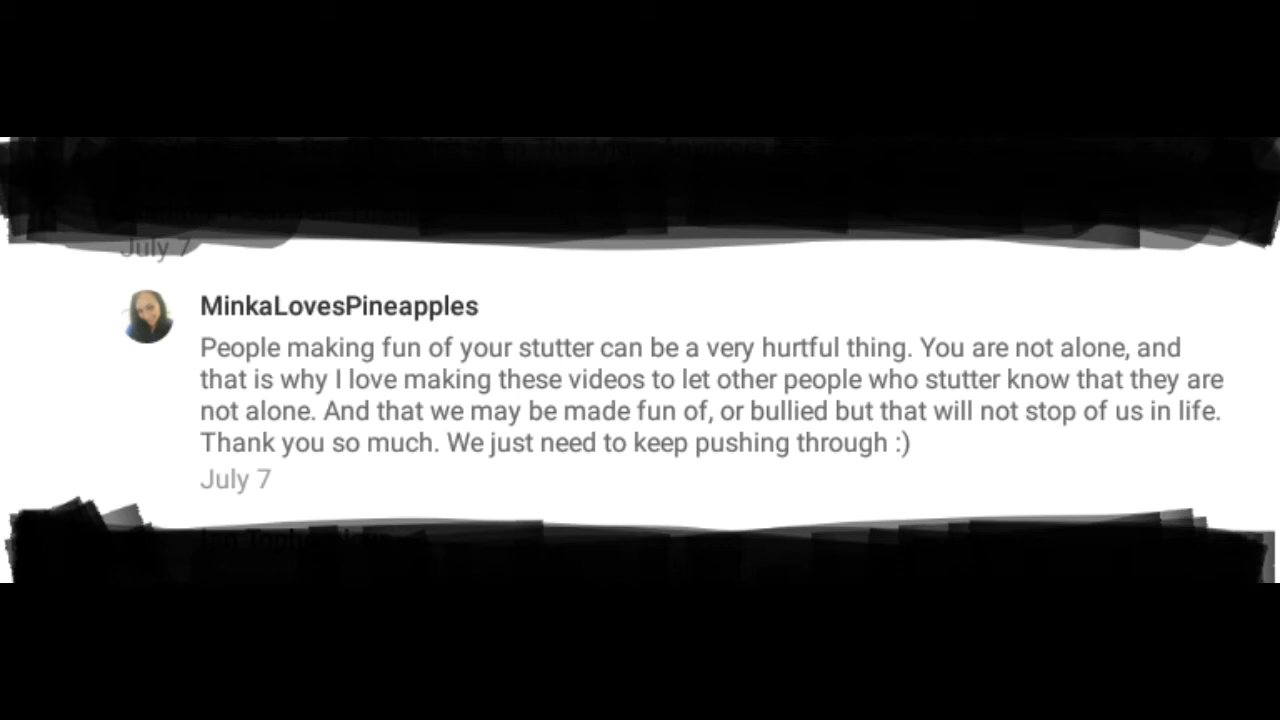 July 7
MinkaLovesPineapples
People making fun of your stutter can be a very hurtful thing. You are not alone, and
that is why I love making these videos to let other people who stutter know that they are
not alone. And that we may be made fun of, or bullied but that will not stop of us in life.
Thank you so much. We just need to keep pushing through :)
July 7